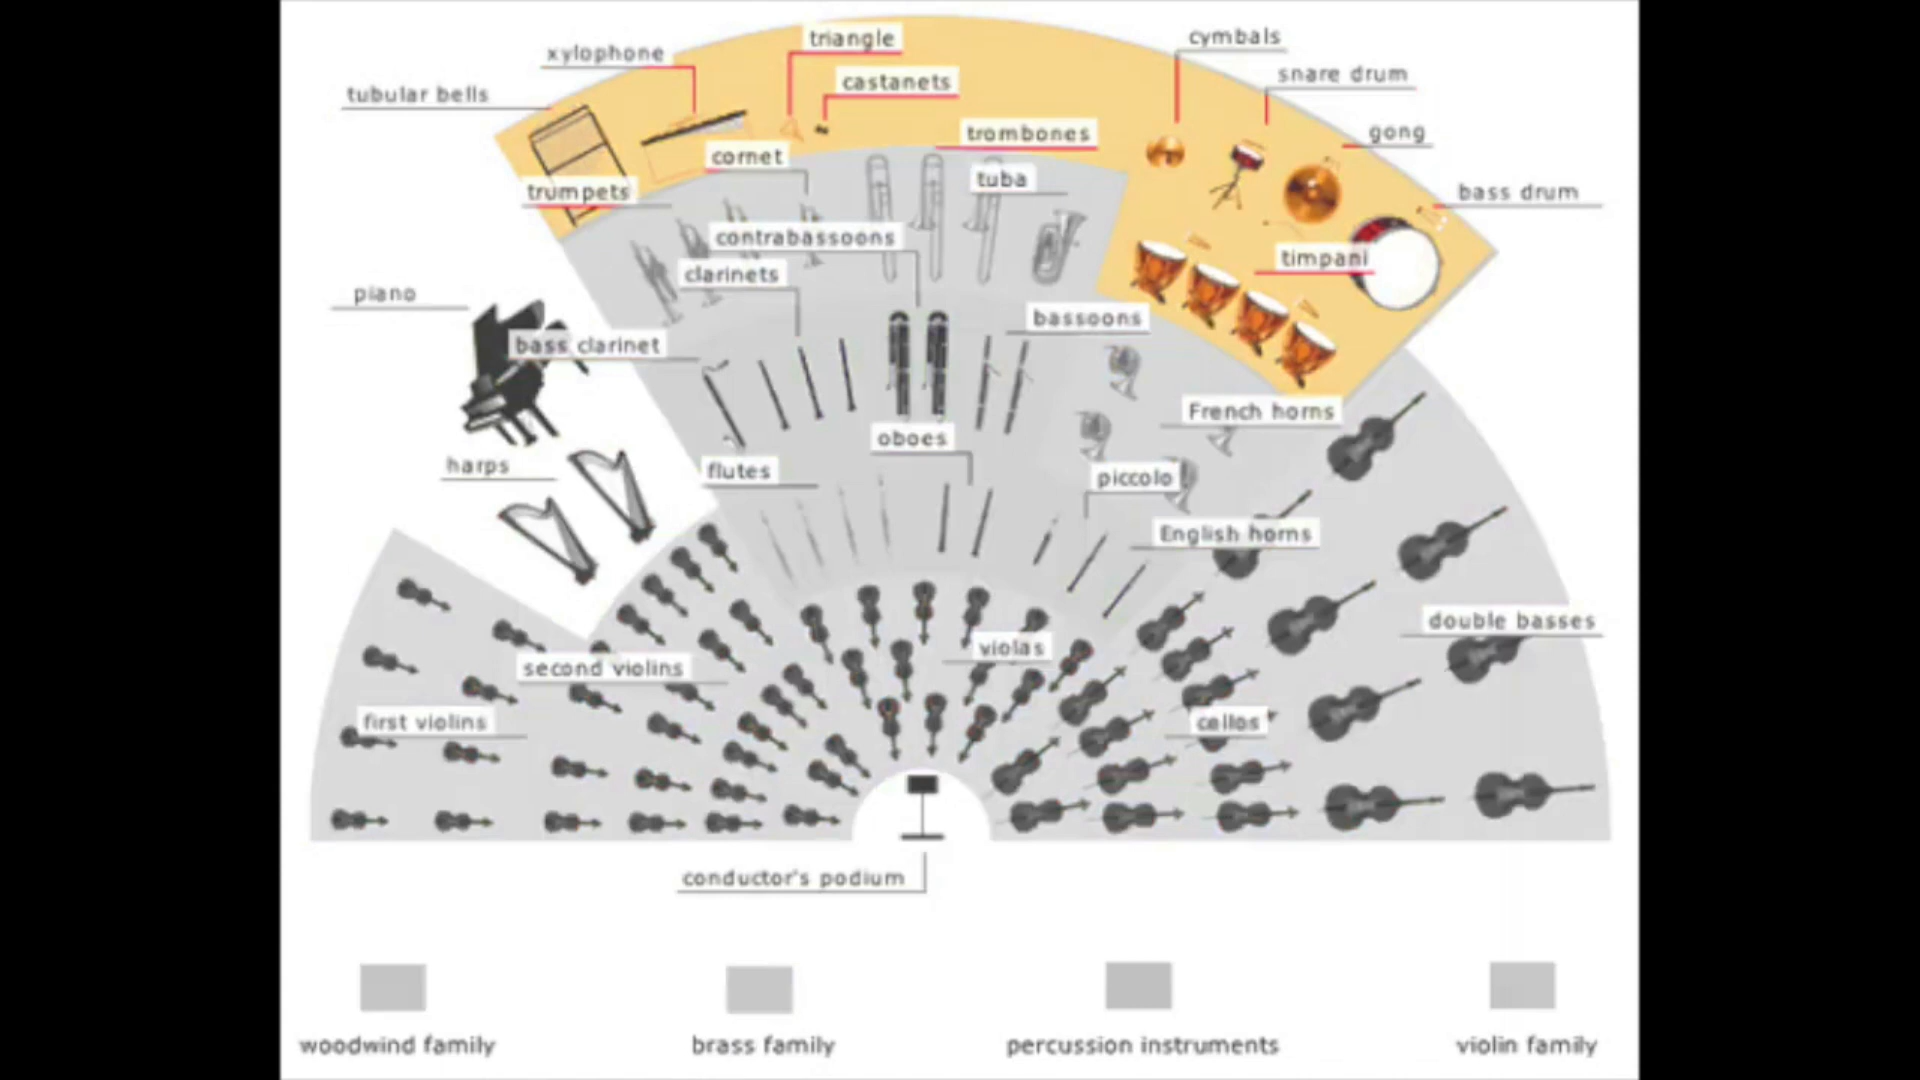 triangle
cymbals
xylophone
snare drum
castanets
tubular bells
trombones
gong
cornet
tuba
trumpets
bass drum
contrabassoons
timpani
clarinets
piano
bassoons
bass clarinet
French horns
oboes
harps
flutes
piccolo
English horns
double basses
violas
second violins
first violins
cellos
conductor's podium
woodwind family
brass family
percussion instruments
violin family